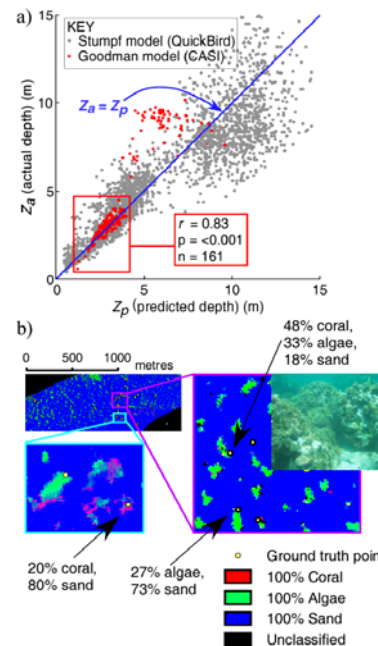 a)
KEY
Stumpf model (QuickBird)
Goodman model (CASI)
15
10
5
0
Za = Zp
Za (actual depth) (m)
r = 0.83
p = <0.001
n = 161
0 5 10 15
Zp (predicted depth) (m)
b)
0 500 1000 metres
48% coral,
33% algae,
18% sand
20% coral,
80% sand
27% algae,
73% sand
Ground truth point
100% Coral
100% Algae
100% Sand
Unclassified